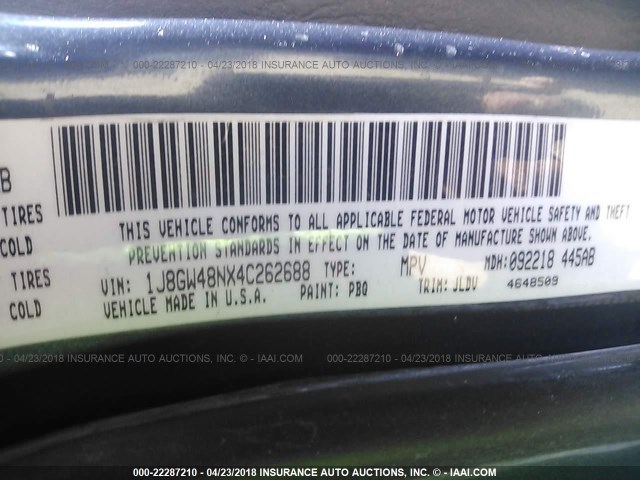 000-22287210 - 04/23/2018 INSURANCE AUTO AUCTIONS, INC. - © - IAAI.COM
B
TIRES
COLD
TIRES
COLD
THIS VEHICLE CONFORMS TO ALL APPLICABLE FEDERAL MOTOR VEHICLE SAFETY AND THEFT
PREVENTION STANDARDS IN EFFECT ON THE DATE OF MANUFACTURE SHOWN ABOVE.
VIN: 1J8GW48NX4C262688 TYPE: MPV MDH:092218 445AB
VEHICLE MADE IN U.S.A. PAINT: PBQ TRIM: JLDV 4648509
000-22287210 - 04/23/2018 INSURANCE AUTO AUCTIONS, INC. - © - IAAI.COM
000-22287210 - 04/23/2018 INSURANCE AUTO AUCTIONS, INC. - © - IAAI.COM
000-22287210 - 04/23/2018 INSURANCE AUTO AUCTIONS, INC. - © - IAAI.COM